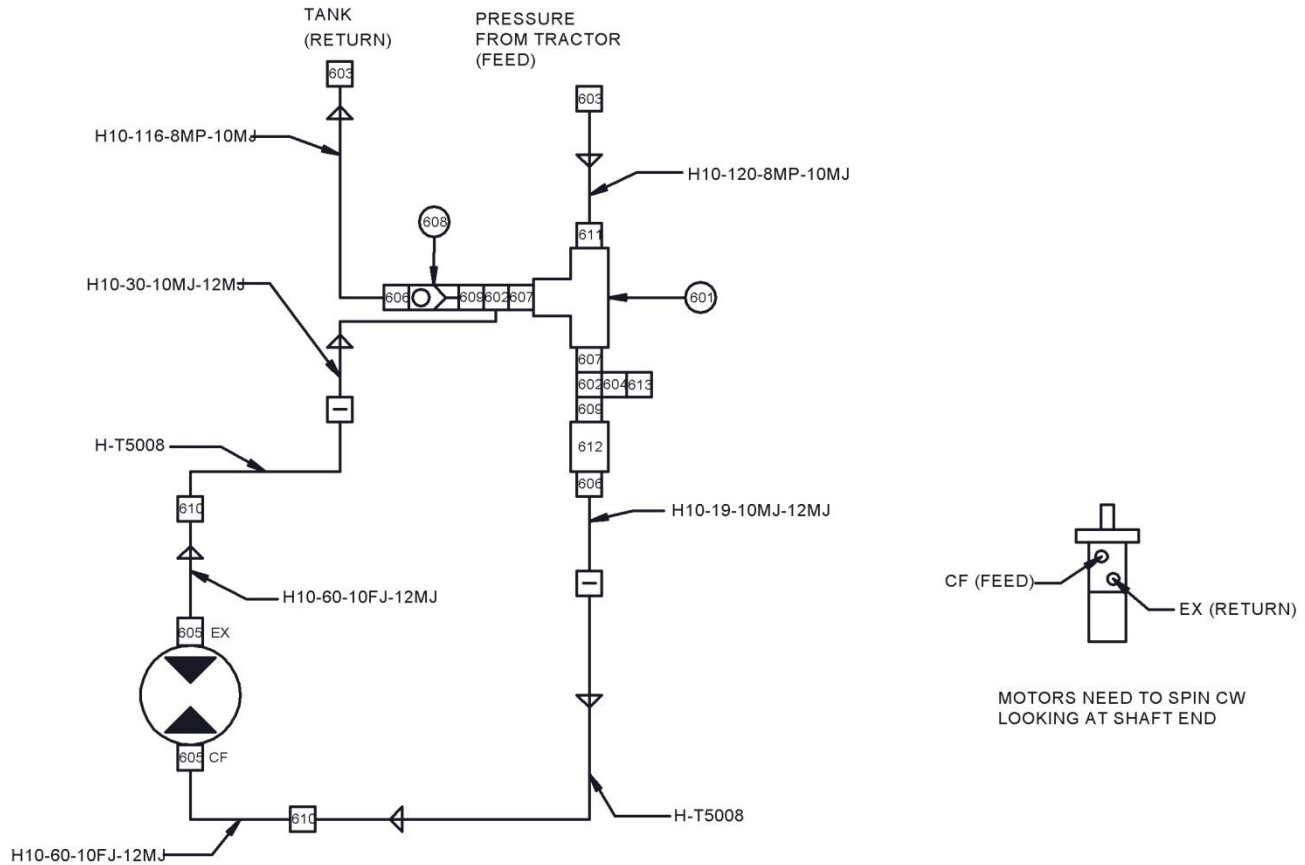 TANK
(RETURN)
PRESSURE
FROM TRACTOR
(FEED)
603
603
H10-116-8MP-10MJ
H10-120-8MP-10MJ
608
611
H10-30-10MJ-12MJ
606
609
602
607
601
607
602
604
613
609
H-T5008
612
606
610
H10-19-10MJ-12MJ
CF (FEED)
H10-60-10FJ-12MJ
EX (RETURN)
605 EX
MOTORS NEED TO SPIN CW
LOOKING AT SHAFT END
605 CF
610
H-T5008
H10-60-10FJ-12MJ